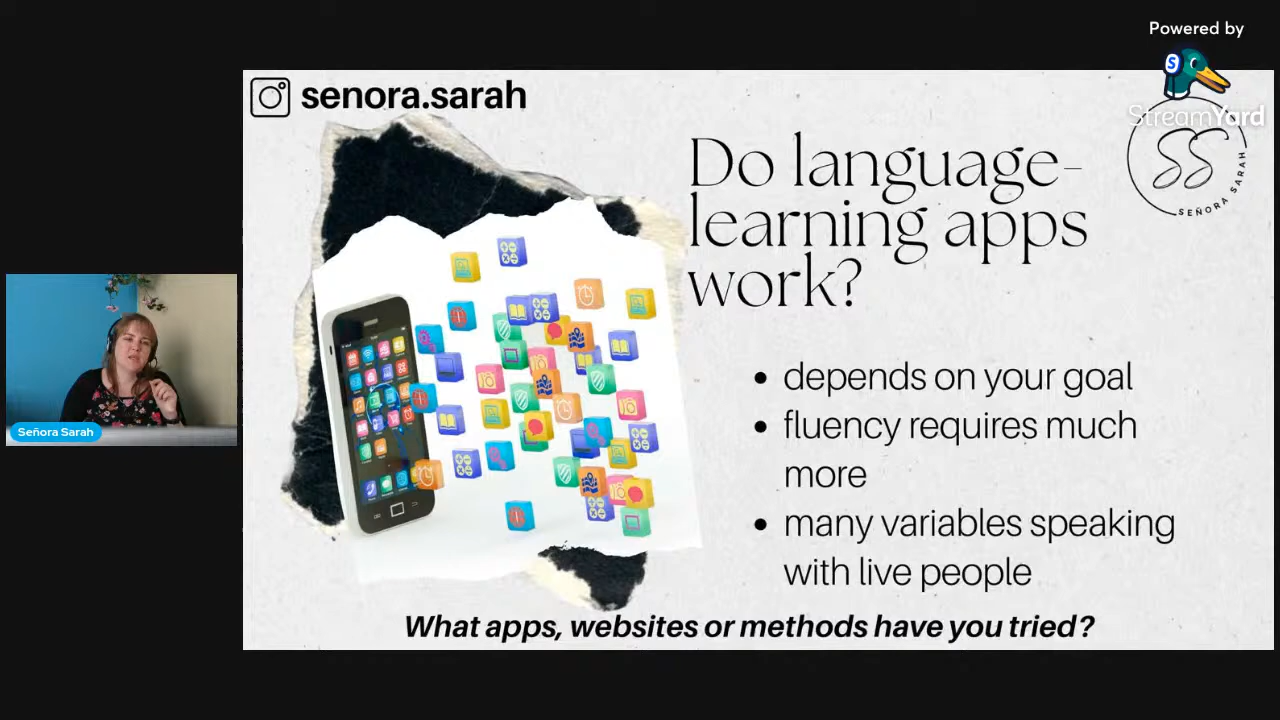 Powered by
StreamYard
senora.sarah
SS
SEÑORA SARAH
Do language-
learning apps
work?
• depends on your goal
• fluency requires much
more
• many variables speaking
with live people
What apps, websites or methods have you tried?
Señora Sarah